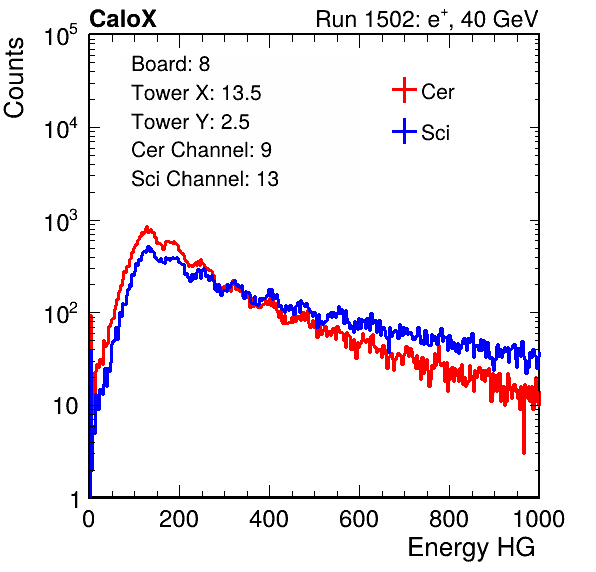 CaloX Run 1502: e⁺, 40 GeV
Counts
Board: 8
Tower X: 13.5
Tower Y: 2.5
Cer Channel: 9
Sci Channel: 13
Cer
Sci
10⁵
10⁴
10³
10²
10
1
0 200 400 600 800 1000
Energy HG